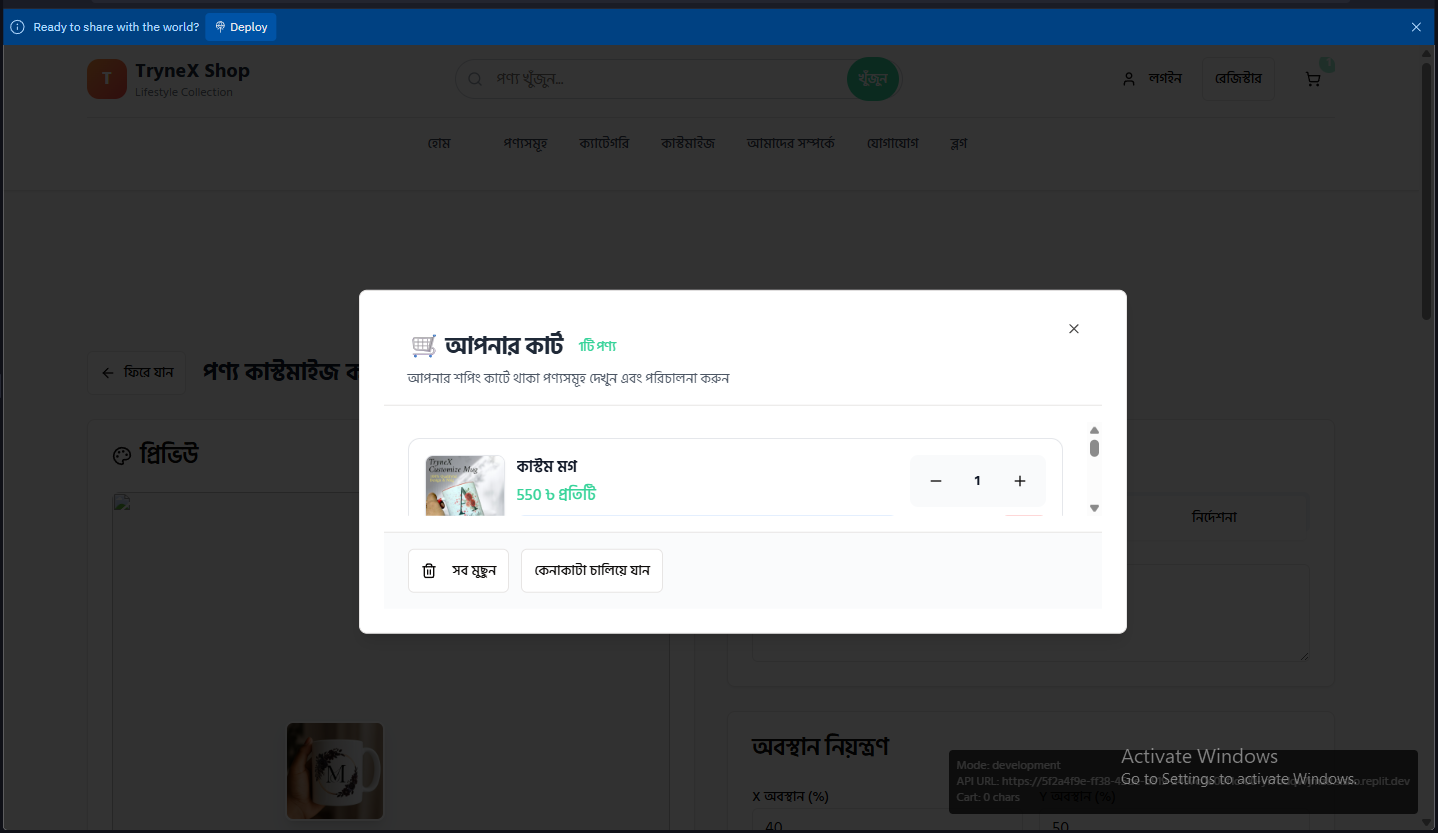 Ready to share with the world? Deploy
T
TryneX Shop
Lifestyle Collection
পণ্য খুঁজুন...
খুঁজুন
লগইন
রেজিস্টার
হোম পণ্যসমূহ ক্যাটেগরি কাস্টমাইজ আমাদের সম্পর্কে যোগাযোগ ব্লগ
ফিরে যান
পণ্য কাস্টমাইজ ক
প্রিভিউ
আপনার কার্ট 1টি পণ্য
আপনার শপিং কার্টে থাকা পণ্যসমূহ দেখুন এবং পরিচালনা করুন
TryneX
Customize Mug
কাস্টম মগ
550 ৳ প্রতিটি
1
সব মুছুন
কেনাকাটা চালিয়ে যান
নির্দেশনা
M
অবস্থান নিয়ন্ত্রণ
X অবস্থান (%)
Y অবস্থান (%)
40
50
Mode: development
API URL: https://5f2a4f9e-ff38-4
.replit.dev
Cart: 0 chars
Activate Windows
Go to Settings to activate Windows.